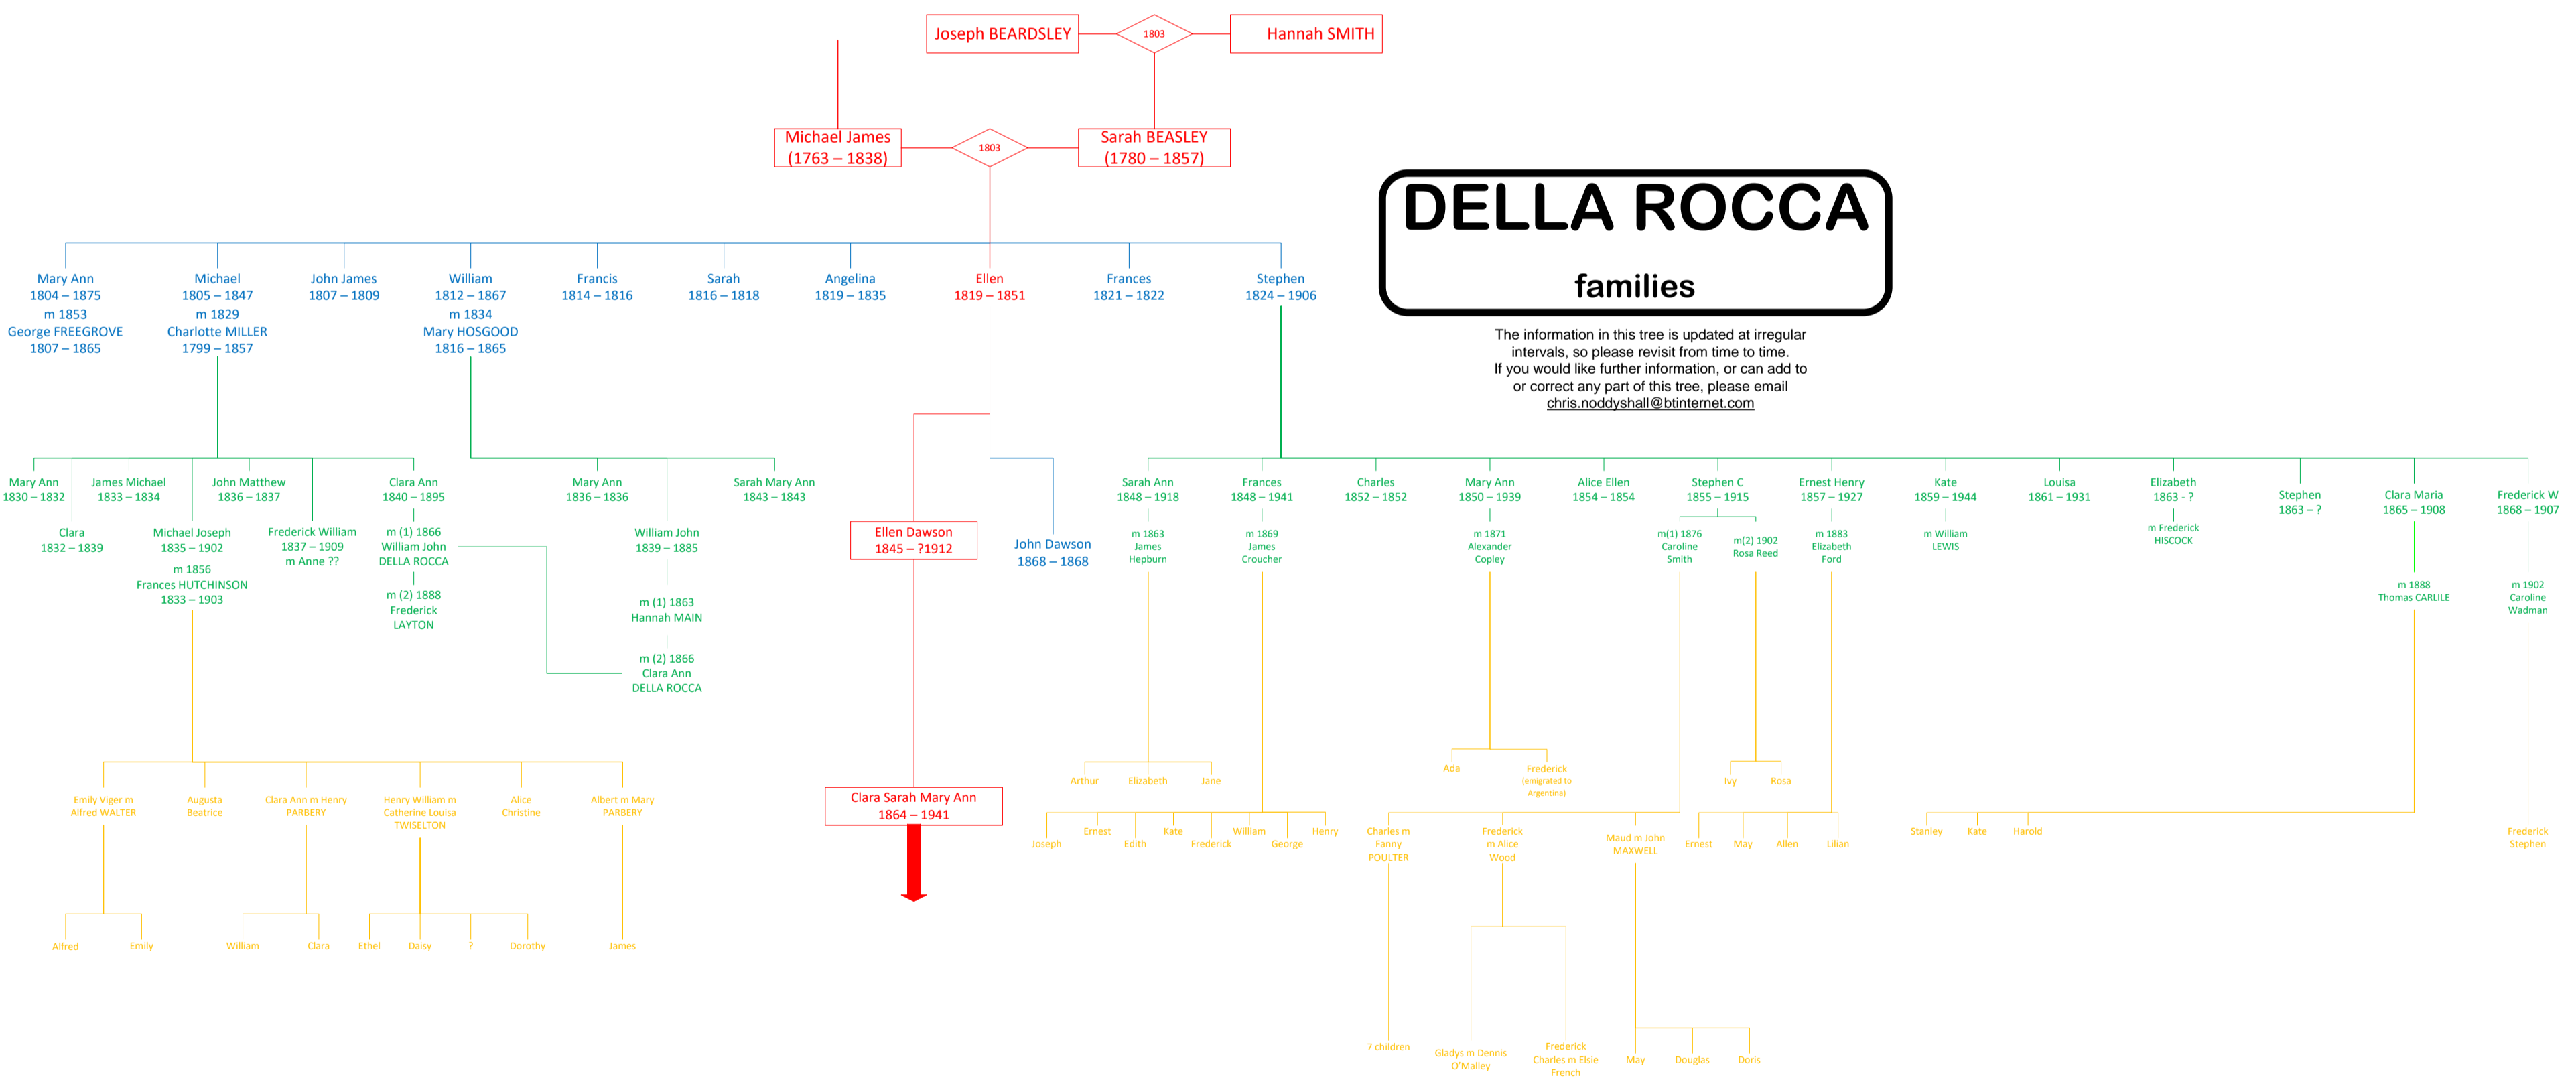 Joseph BEARDSLEY
1803
Hannah SMITH
Michael James
(1763 – 1838)
1803
Sarah BEASLEY
(1780 – 1857)
DELLA ROCCA
families
The information in this tree is updated at irregular
intervals, so please revisit from time to time.
If you would like further information, or can add to
or correct any part of this tree, please email
chris.noddyshall@btinternet.com
Mary Ann
1804 – 1875
m 1853
George FREEGROVE
1807 – 1865
Michael
1805 – 1847
m 1829
Charlotte MILLER
1799 – 1857
John James
1807 – 1809
William
1812 – 1867
m 1834
Mary HOSGOOD
1816 – 1865
Francis
1814 – 1816
Sarah
1816 – 1818
Angelina
1819 – 1835
Ellen
1819 – 1851
Frances
1821 – 1822
Stephen
1824 – 1906
Mary Ann
1830 – 1832
Clara
1832 – 1839
James Michael
1833 – 1834
Michael Joseph
1835 – 1902
m 1856
Frances HUTCHINSON
1833 – 1903
John Matthew
1836 – 1837
Frederick William
1837 – 1909
m Anne ??
Clara Ann
1840 – 1895
m (1) 1866
William John
DELLA ROCCA
m (2) 1888
Frederick
LAYTON
Mary Ann
1836 – 1836
William John
1839 – 1885
m (1) 1863
Hannah MAIN
m (2) 1866
Clara Ann
DELLA ROCCA
Sarah Mary Ann
1843 – 1843
Ellen Dawson
1845 – ?1912
John Dawson
1868 – 1868
Sarah Ann
1848 – 1918
m 1863
James
Hepburn
Frances
1848 – 1941
m 1869
James
Croucher
Charles
1852 – 1852
Mary Ann
1850 – 1939
m 1871
Alexander
Copley
Alice Ellen
1854 – 1854
Stephen C
1855 – 1915
m(1) 1876
Caroline
Smith
m(2) 1902
Rosa Reed
Ernest Henry
1857 – 1927
m 1883
Elizabeth
Ford
Kate
1859 – 1944
m William
LEWIS
Louisa
1861 – 1931
Elizabeth
1863 - ?
m Frederick
HISCOCK
Stephen
1863 – ?
Clara Maria
1865 – 1908
m 1888
Thomas CARLILE
Frederick W
1868 – 1907
m 1902
Caroline
Wadman
Emily Viger m
Alfred WALTER
Augusta
Beatrice
Clara Ann m Henry
PARBERY
Henry William m
Catherine Louisa
TWISELTON
Alice
Christine
Albert m Mary
PARBERY
Clara Sarah Mary Ann
1864 – 1941
Arthur
Elizabeth
Jane
Joseph
Ernest
Edith
Kate
Frederick
William
George
Henry
Ada
Frederick
(emigrated to
Argentina)
Ivy
Rosa
Charles m
Fanny
POULTER
Frederick
m Alice
Wood
Maud m John
MAXWELL
Ernest
May
Allen
Lilian
Stanley
Kate
Harold
Frederick
Stephen
Alfred
Emily
William
Clara
Ethel
Daisy
?
Dorothy
James
7 children
Gladys m Dennis
O'Malley
Frederick
Charles m Elsie
French
May
Douglas
Doris